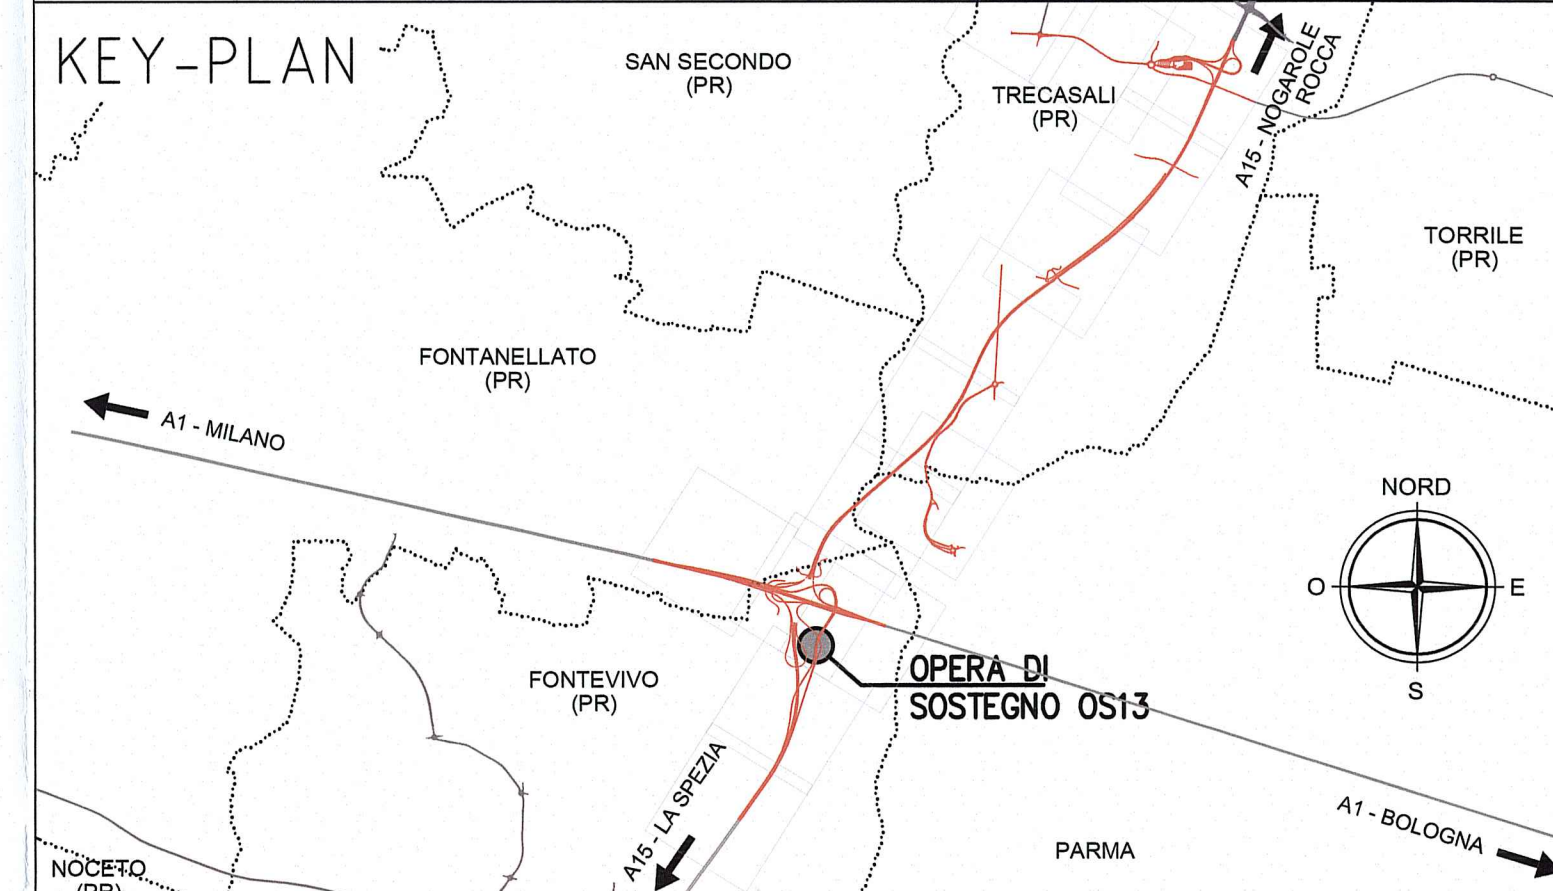 KEY-PLAN
SAN SECONDO
(PR)
TRECASALI
(PR)
A15 - NOGAROLE
ROCCA
TORRILE
(PR)
FONTANELLATO
(PR)
A1 - MILANO
NORD
O
E
S
FONTEVIVO
(PR)
OPERA DI
SOSTEGNO OS13
A15 - LA SPEZIA
A1 - BOLOGNA
PARMA
NOCETO
(PR)